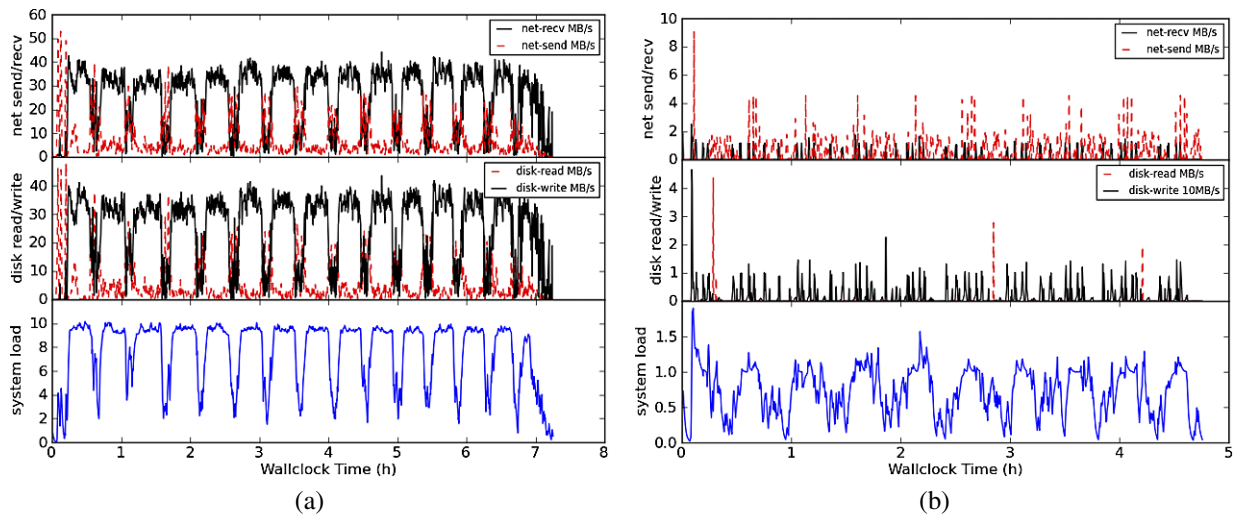 60
50
40
30
20
10
0
net send/recv
net-recv MB/s
net-send MB/s
40
30
20
10
0
disk read/write
disk-read MB/s
disk-write MB/s
10
8
6
4
2
0
system load
0 1 2 3 4 5 6 7 8
Wallclock Time (h)
(a)
10
8
6
4
2
0
net send/recv
net-recv MB/s
net-send MB/s
4
3
2
1
0
disk read/write
disk-read MB/s
disk-write 10MB/s
1.5
1.0
0.5
0.0
system load
0 1 2 3 4 5
Wallclock Time (h)
(b)